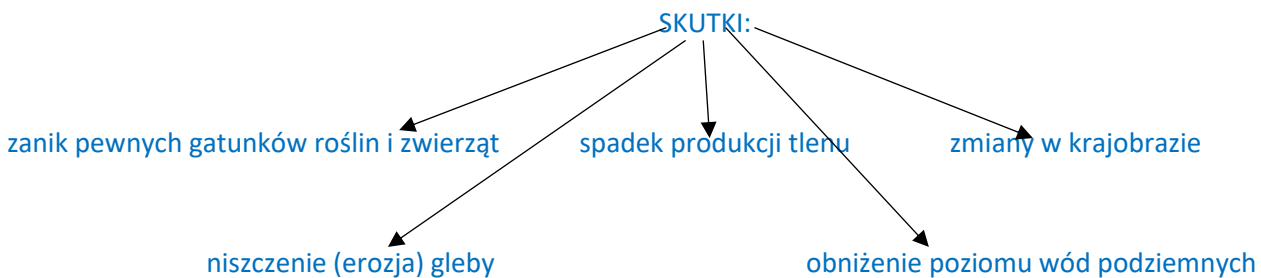 SKUTKI:
zanik pewnych gatunków roślin i zwierząt spadek produkcji tlenu zmiany w krajobrazie
niszczenie (erozja) gleby obniżenie poziomu wód podziemnych